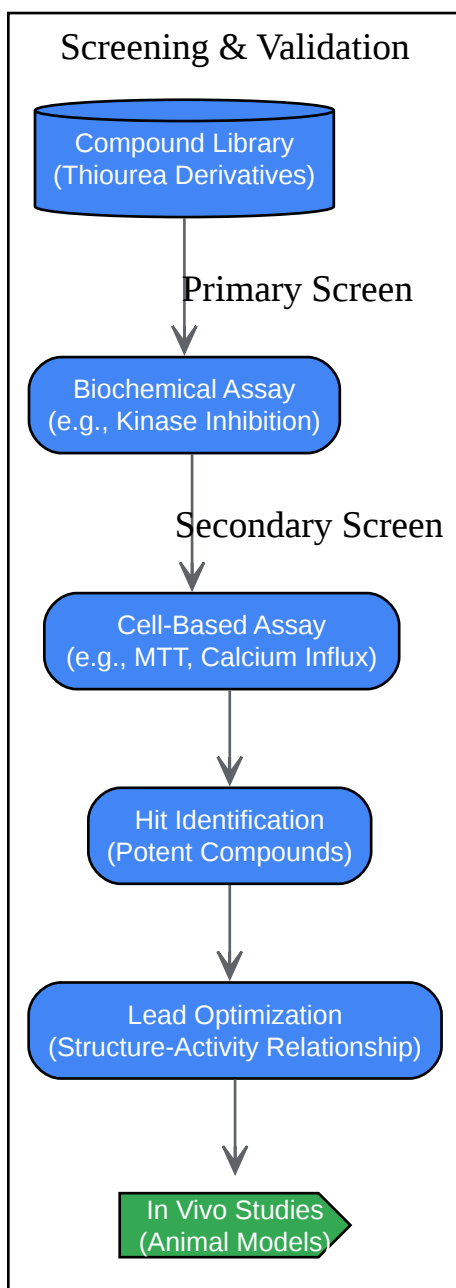 Screening & Validation
Compound Library
(Thiourea Derivatives)
Primary Screen
Biochemical Assay
(e.g., Kinase Inhibition)
Secondary Screen
Cell-Based Assay
(e.g., MTT, Calcium Influx)
Hit Identification
(Potent Compounds)
Lead Optimization
(Structure-Activity Relationship)
In Vivo Studies
(Animal Models)